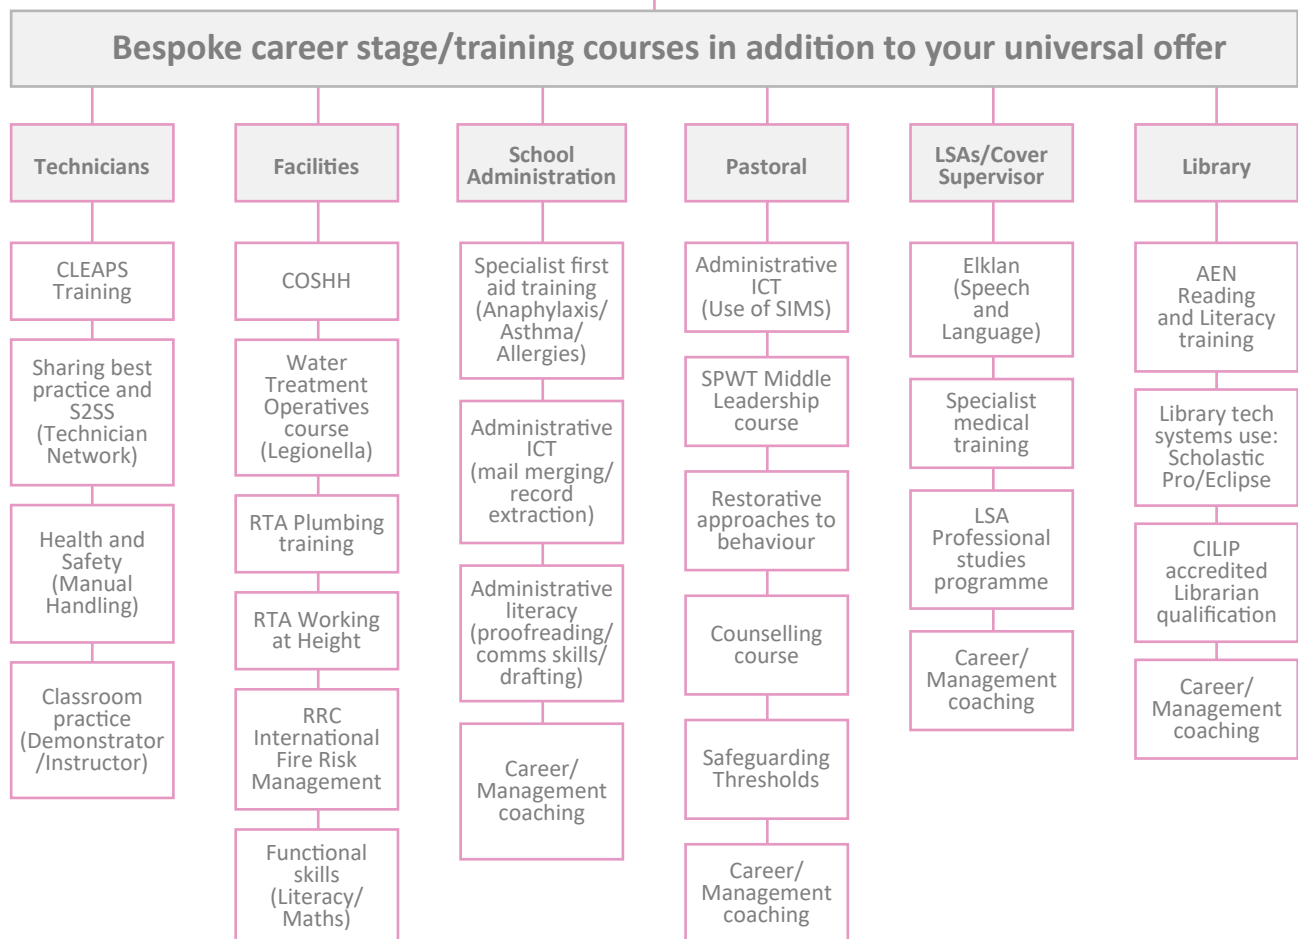 Bespoke career stage/training courses in addition to your universal offer
Technicians
CLEAPS
Training
Sharing best
practice and
S2SS
(Technician
Network)
Health and
Safety
(Manual
Handling)
Classroom
practice
(Demonstrator
/Instructor)
Facilities
COSHH
Water
Treatment
Operatives
course
(Legionella)
RTA Plumbing
training
RTA Working
at Height
RRC
International
Fire Risk
Management
Functional
skills
(Literacy/
Maths)
School
Administration
Specialist first
aid training
(Anaphylaxis/
Asthma/
Allergies)
Administrative
ICT
(mail merging/
record
extraction)
Administrative
literacy
(proofreading/
comms skills/
drafting)
Career/
Management
coaching
Pastoral
Administrative
ICT
(Use of SIMS)
SPWT Middle
Leadership
course
Restorative
approaches to
behaviour
Counselling
course
Safeguarding
Thresholds
Career/
Management
coaching
LSAs/Cover
Supervisor
Elklan
(Speech
and
Language)
Specialist
medical
training
LSA
Professional
studies
programme
Career/
Management
coaching
Library
AEN
Reading
and Literacy
training
Library tech
systems use:
Scholastic
Pro/Eclipse
CILIP
accredited
Librarian
qualification
Career/
Management
coaching